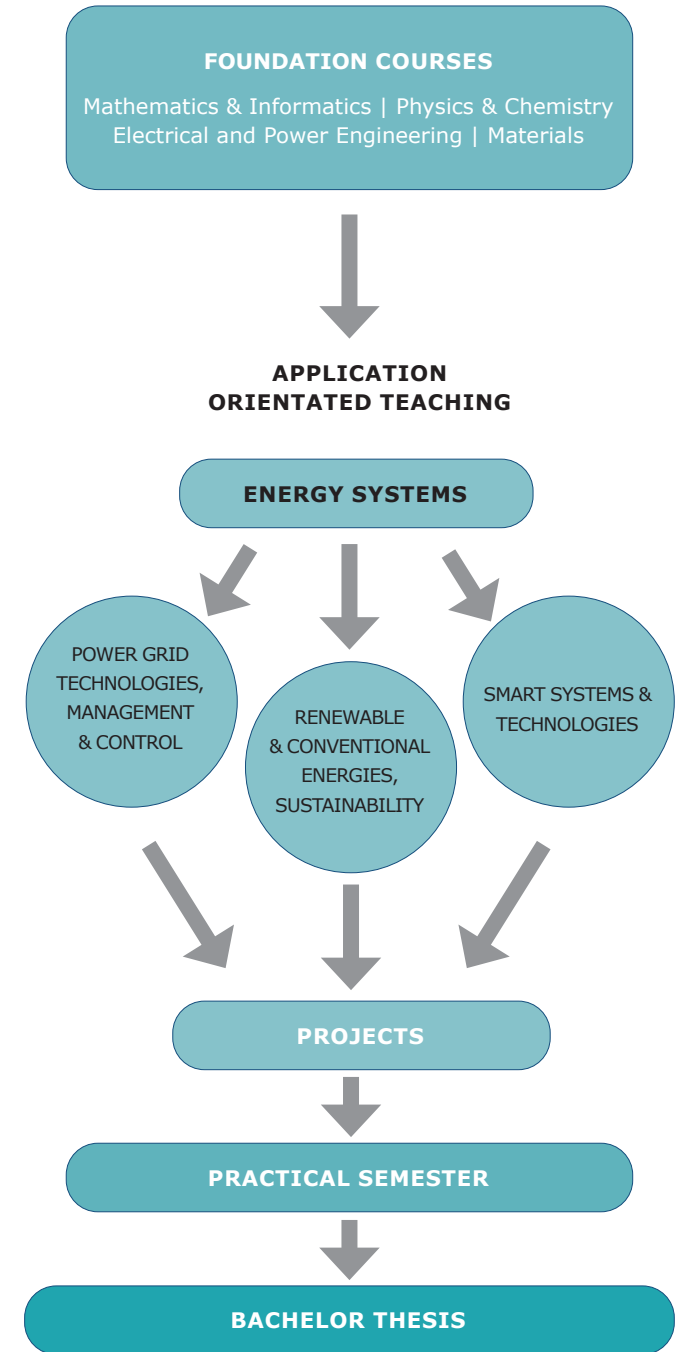 FOUNDATION COURSES
Mathematics & Informatics | Physics & Chemistry
Electrical and Power Engineering | Materials
APPLICATION
ORIENTATED TEACHING
ENERGY SYSTEMS
POWER GRID
TECHNOLOGIES,
MANAGEMENT
& CONTROL
RENEWABLE
& CONVENTIONAL
ENERGIES,
SUSTAINABILITY
SMART SYSTEMS &
TECHNOLOGIES
PROJECTS
PRACTICAL SEMESTER
BACHELOR THESIS